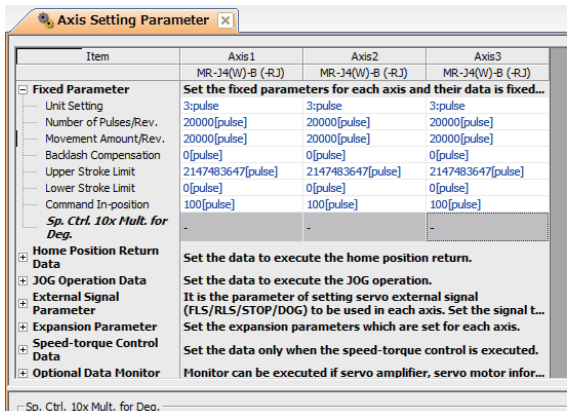 Axis Setting Parameter
Item Axis1 Axis2 Axis3
MR-J4(W)-B (-RJ) MR-J4(W)-B (-RJ) MR-J4(W)-B (-RJ)
Fixed Parameter Set the fixed parameters for each axis and their data is fixed...
Unit Setting 3:pulse 3:pulse 3:pulse
Number of Pulses/Rev. 20000[pulse] 20000[pulse] 20000[pulse]
Movement Amount/Rev. 20000[pulse] 20000[pulse] 20000[pulse]
Backlash Compensation 0[pulse] 0[pulse] 0[pulse]
Upper Stroke Limit 2147483647[pulse] 2147483647[pulse] 2147483647[pulse]
Lower Stroke Limit 0[pulse] 0[pulse] 0[pulse]
Command In-position 100[pulse] 100[pulse] 100[pulse]
Sp. Ctrl. 10x Mult. for
Deg. - - -
Home Position Return
Data Set the data to execute the home position return.
JOG Operation Data Set the data to execute the JOG operation.
External Signal
Parameter It is the parameter of setting servo external signal
(FLS/RLS/STOP/DOG) to be used in each axis. Set the signal t...
Expansion Parameter Set the expansion parameters which are set for each axis.
Speed-torque Control
Data Set the data only when the speed-torque control is executed.
Optional Data Monitor Monitor can be executed if servo amplifier, servo motor infor...
Sp. Ctrl. 10x Mult. for Deg.